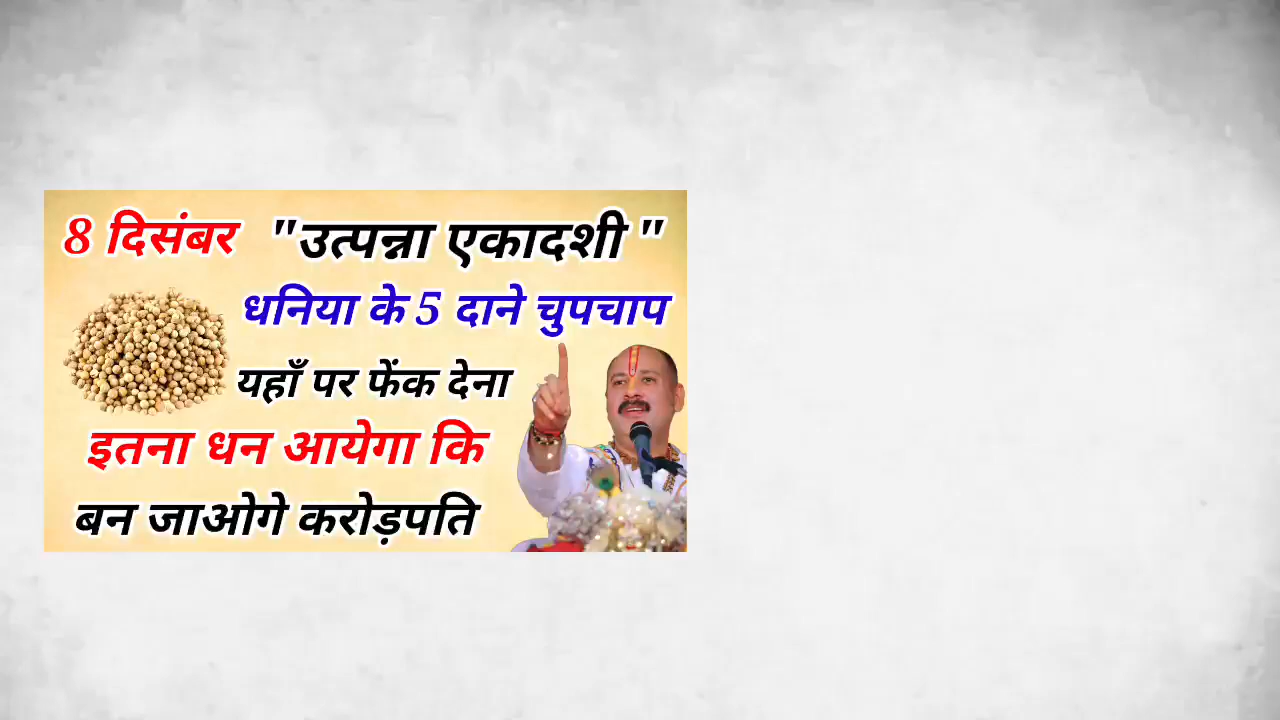 8 दिसंबर "उत्पन्ना एकादशी "
धनिया के 5 दाने चुपचाप
यहाँ पर फेंक देना
इतना धन आयेगा कि
बन जाओगे करोड़पति